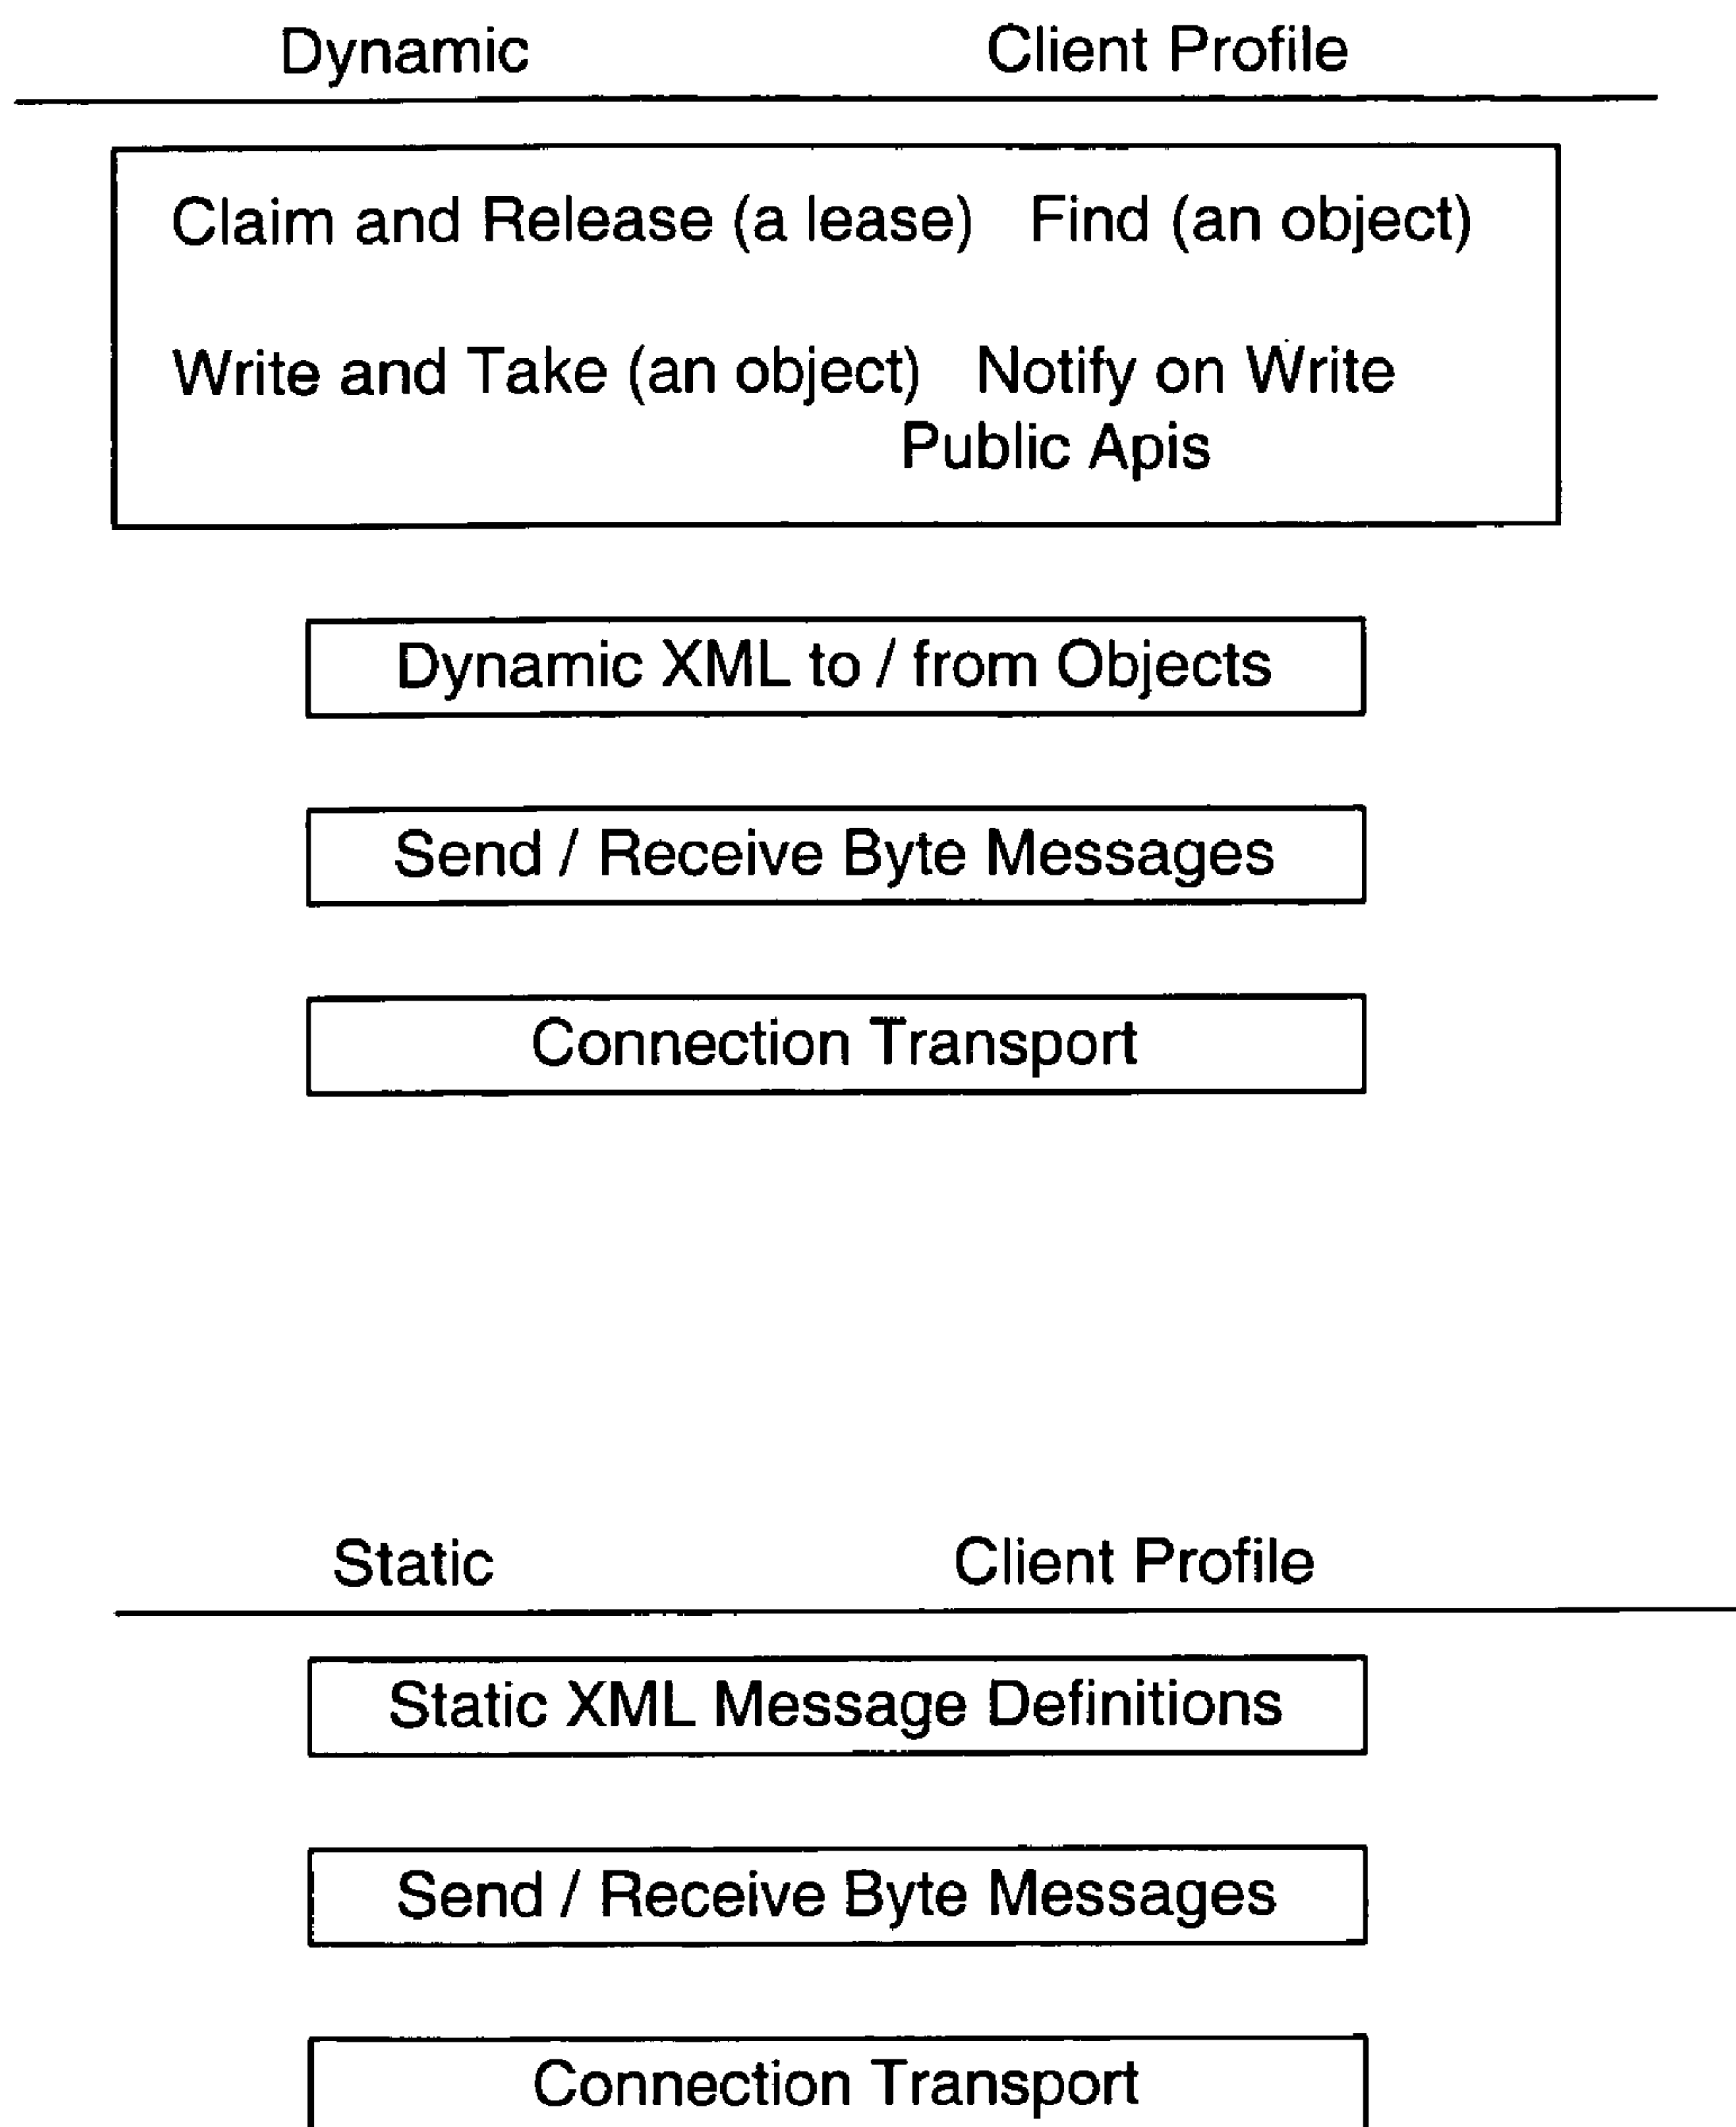 Dynamic Client Profile
Claim and Release (a lease) Find (an object)
Write and Take (an object) Notify on Write
Public Apis
Dynamic XML to / from Objects
Send / Receive Byte Messages
Connection Transport
Static Client Profile
Static XML Message Definitions
Send / Receive Byte Messages
Connection Transport